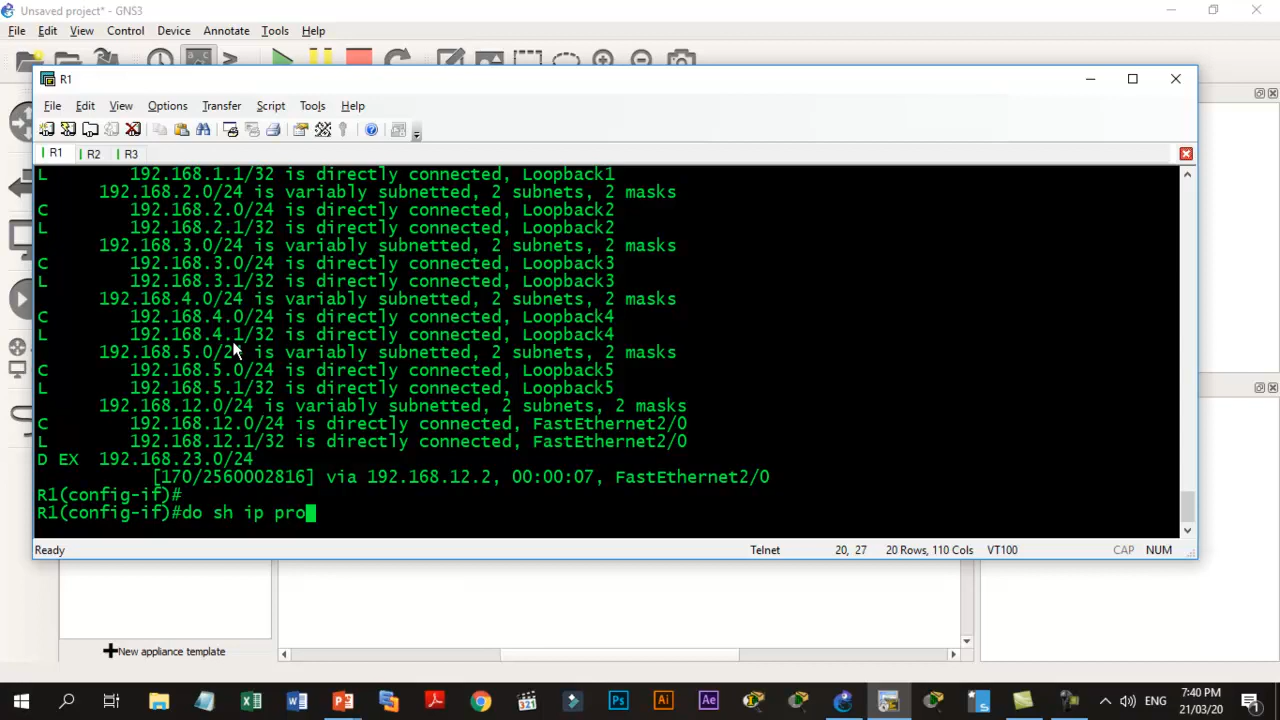 Unsaved project* - GNS3
File Edit View Control Device Annotate Tools Help
R1
File Edit View Options Transfer Script Tools Help
R1 R2 R3
L 192.168.1.1/32 is directly connected, Loopback1
192.168.2.0/24 is variably subnetted, 2 subnets, 2 masks
C 192.168.2.0/24 is directly connected, Loopback2
L 192.168.2.1/32 is directly connected, Loopback2
192.168.3.0/24 is variably subnetted, 2 subnets, 2 masks
C 192.168.3.0/24 is directly connected, Loopback3
L 192.168.3.1/32 is directly connected, Loopback3
192.168.4.0/24 is variably subnetted, 2 subnets, 2 masks
C 192.168.4.0/24 is directly connected, Loopback4
L 192.168.4.1/32 is directly connected, Loopback4
192.168.5.0/24 is variably subnetted, 2 subnets, 2 masks
C 192.168.5.0/24 is directly connected, Loopback5
L 192.168.5.1/32 is directly connected, Loopback5
192.168.12.0/24 is variably subnetted, 2 subnets, 2 masks
C 192.168.12.0/24 is directly connected, FastEthernet2/0
L 192.168.12.1/32 is directly connected, FastEthernet2/0
D EX 192.168.23.0/24
[170/2560002816] via 192.168.12.2, 00:00:07, FastEthernet2/0
R1(config-if)#
R1(config-if)#do sh ip pro
Ready Telnet 20, 27 20 Rows, 110 Cols VT100 CAP NUM
New appliance template
Ps Ai Ae ENG 7:40 PM
21/03/20